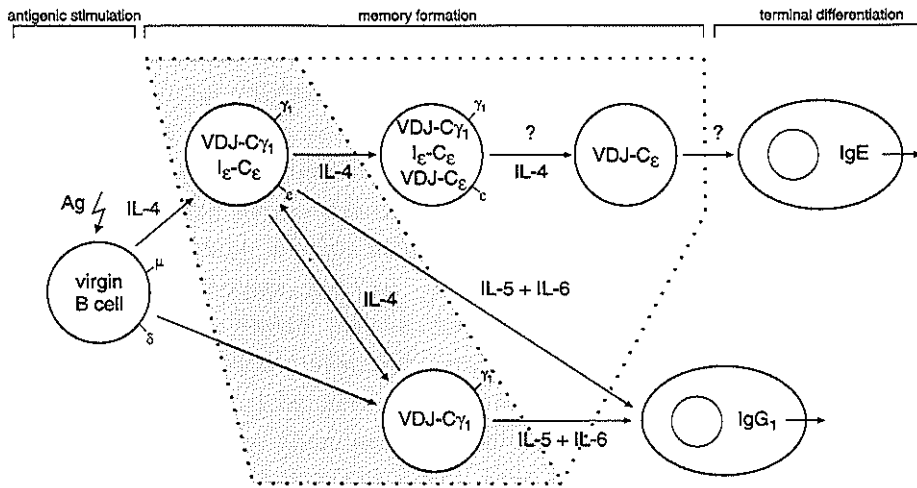 antigenic stimulation
memory formation
terminal differentiation
γ₁
VDJ-Cγ₁
Iε-Cε
ε
IL-4
γ₁
VDJ-Cγ₁
Iε-Cε
VDJ-Cε
ε
?
IL-4
VDJ-Cε
?
IgE
Ag
IL-4
virgin
B cell
μ
δ
IL-4
IL-5 + IL-6
γ₁
VDJ-Cγ₁
IL-5 + IL-6
IgG₁